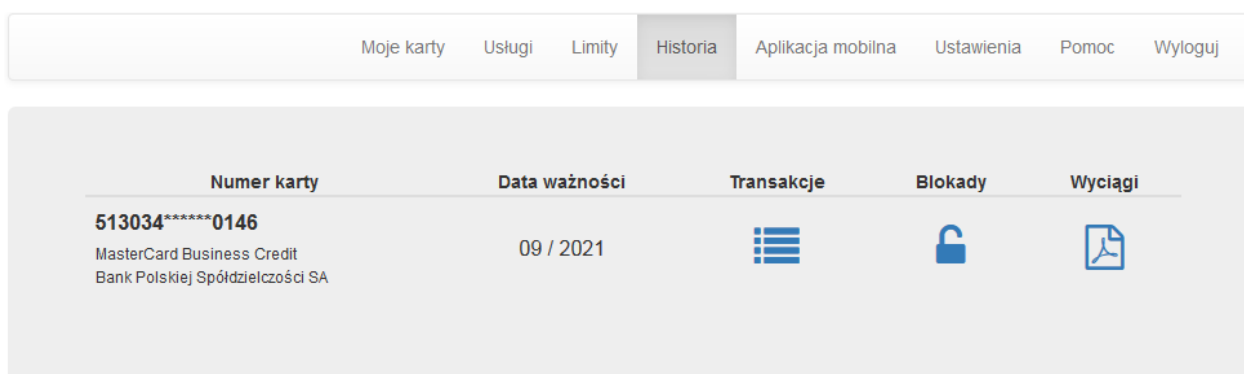 Moje karty Usługi Limity Historia Aplikacja mobilna Ustawienia Pomoc Wyloguj
Numer karty Data ważności Transakcje Blokady Wyciągi
513034******0146
MasterCard Business Credit
Bank Polskiej Spółdzielczości SA
09 / 2021